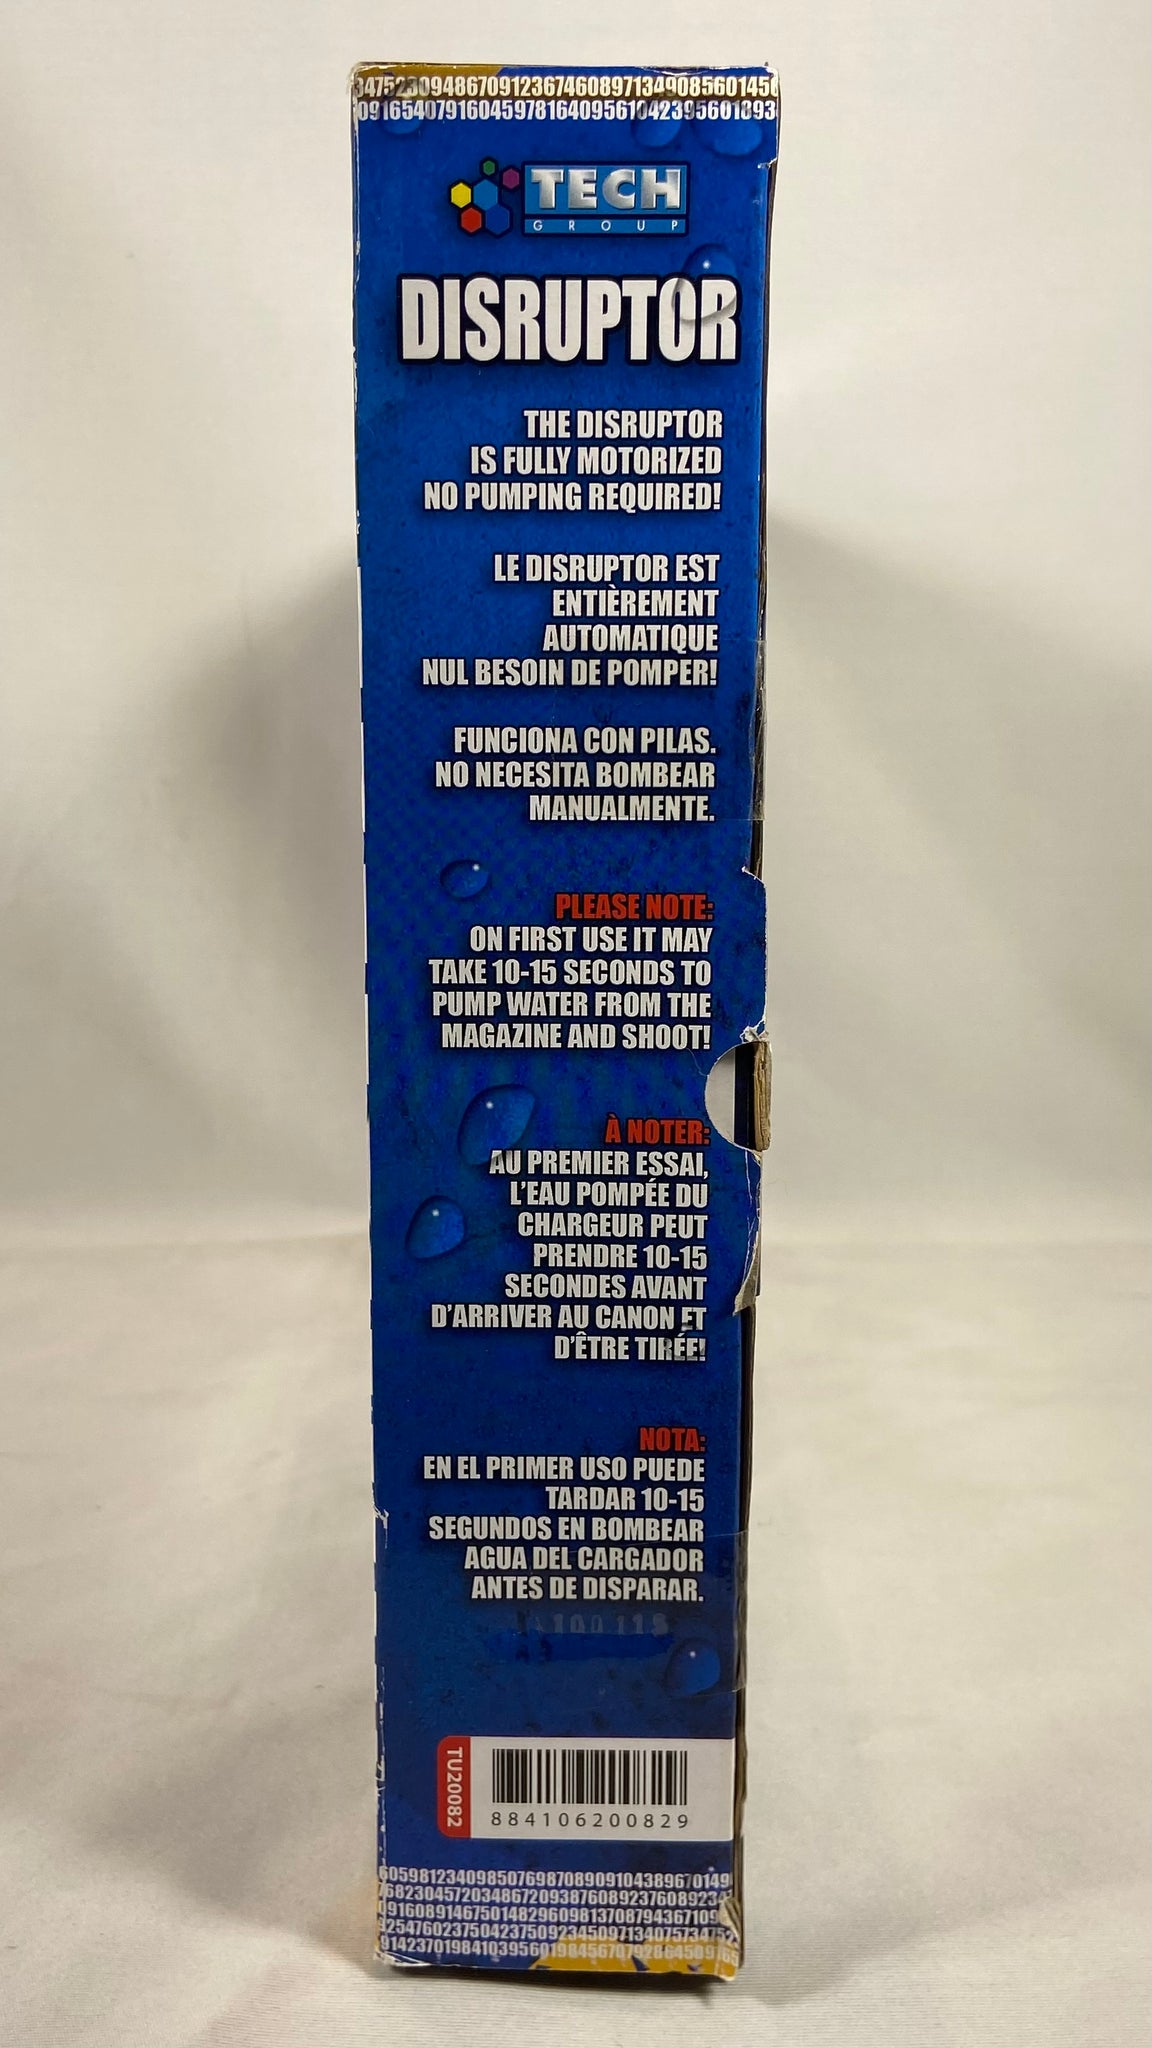 TECH
GROUP
DISRUPTOR
THE DISRUPTOR
IS FULLY MOTORIZED
NO PUMPING REQUIRED!
LE DISRUPTOR EST
ENTIÈREMENT
AUTOMATIQUE
NUL BESOIN DE POMPER!
FUNCIONA CON PILAS.
NO NECESITA BOMBEAR
MANUALMENTE.
PLEASE NOTE:
ON FIRST USE IT MAY
TAKE 10-15 SECONDS TO
PUMP WATER FROM THE
MAGAZINE AND SHOOT!
À NOTER:
AU PREMIER ESSAI,
L'EAU POMPÉE DU
CHARGEUR PEUT
PRENDRE 10-15
SECONDES AVANT
D'ARRIVER AU CANON ET
D'ÊTRE TIRÉE!
NOTA:
EN EL PRIMER USO PUEDE
TARDAR 10-15
SEGUNDOS EN BOMBEAR
AGUA DEL CARGADOR
ANTES DE DISPARAR.
TU20082
884106200829